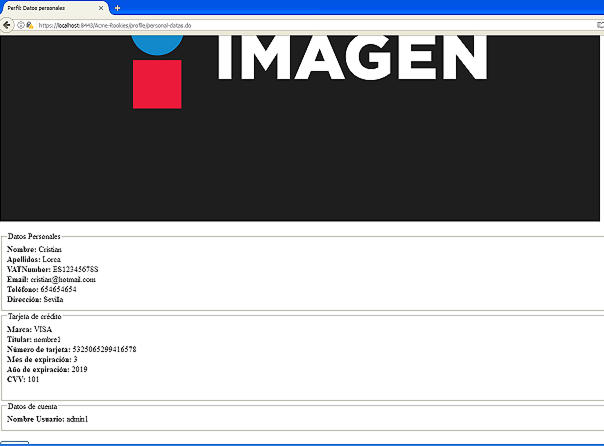 Perfil: Datos personales
https://localhost:8443/Acme-Rookies/profile/personal-datas.do
IMAGEN
Datos Personales
Nombre: Cristian
Apellidos: Lorca
VATNumber: ES12345678S
Email: cristian@hotmail.com
Teléfono: 654654654
Dirección: Sevilla
Tarjeta de crédito
Marca: VISA
Titular: nombre1
Número de tarjeta: 5325065299416578
Mes de expiración: 3
Año de expiración: 2019
CVV: 101
Datos de cuenta
Nombre Usuario: admin1